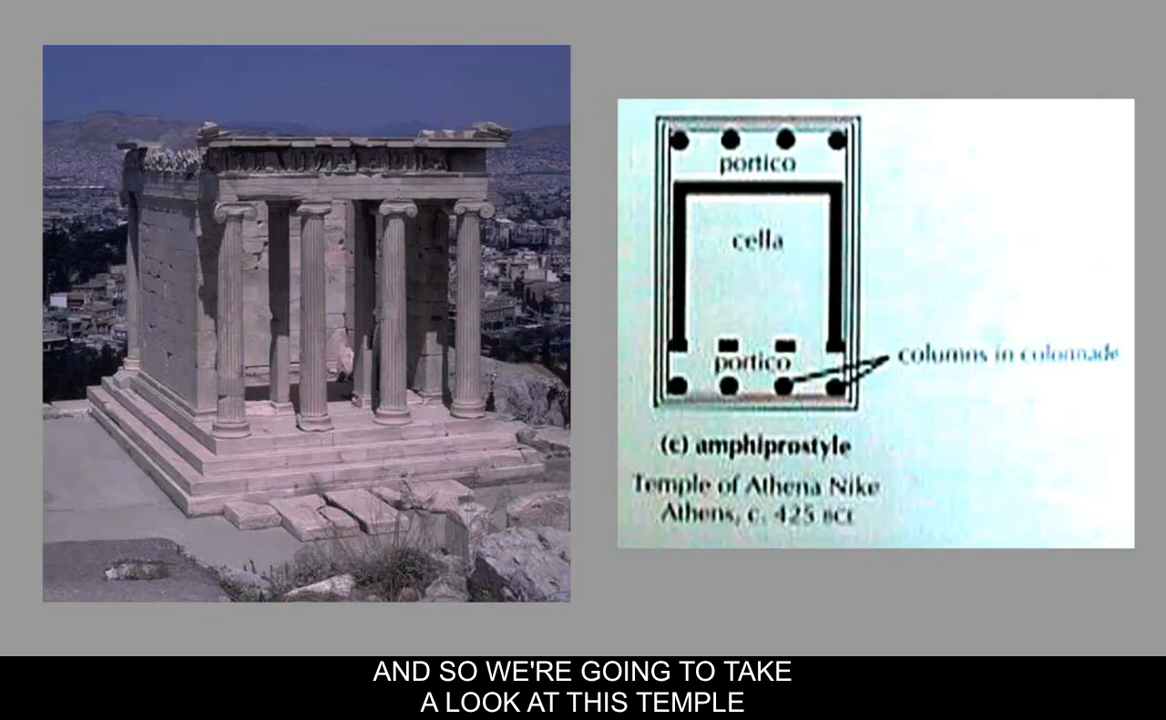 portico
cella
portico
columns in colonnade
(c) amphiprostyle
Temple of Athena Nike
Athens, c. 425 BCE
AND SO WE'RE GOING TO TAKE
A LOOK AT THIS TEMPLE